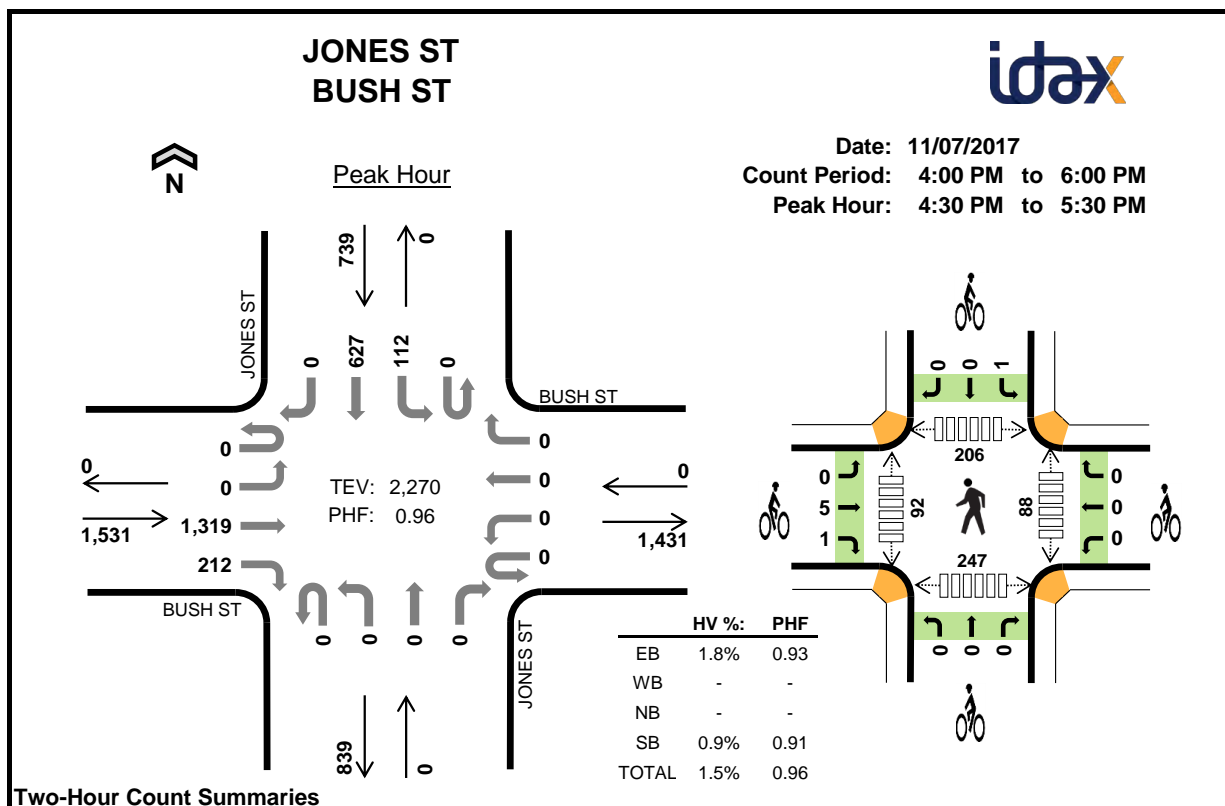 JONES ST
BUSH ST
idax
Date: 11/07/2017
Count Period: 4:00 PM to 6:00 PM
Peak Hour: 4:30 PM to 5:30 PM
N
Peak Hour
739
0
JONES ST
0
627
112
0
BUSH ST
0
0
0
0
0
0
0
1,531
1,319
212
TEV: 2,270
PHF: 0.96
0
1,431
BUSH ST
0
0
0
0
JONES ST
839
0
0
0
1
206
0
5
1
92
88
0
0
0
247
0
0
0
HV %: PHF
EB 1.8% 0.93
WB - -
NB - -
SB 0.9% 0.91
TOTAL 1.5% 0.96
Two-Hour Count Summaries